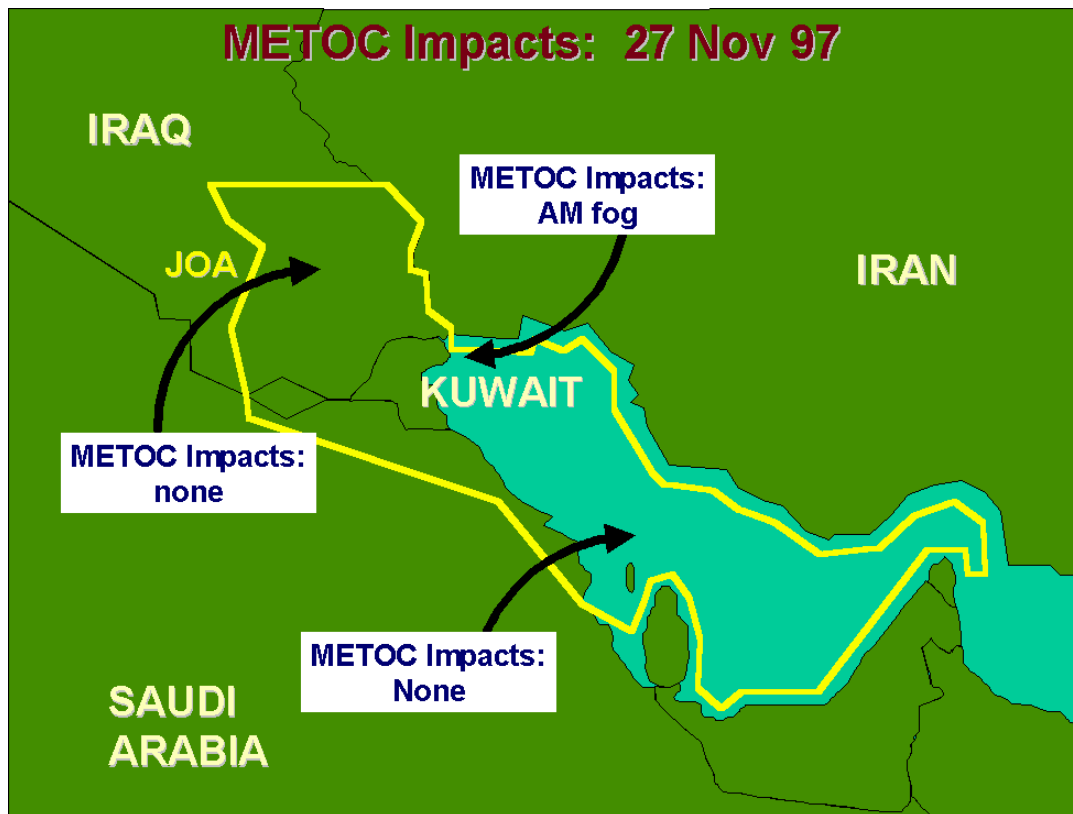 METOC Impacts: 27 Nov 97
IRAQ
METOC Impacts:
AM fog
JOA
IRAN
KUWAIT
METOC Impacts:
none
METOC Impacts:
None
SAUDI
ARABIA